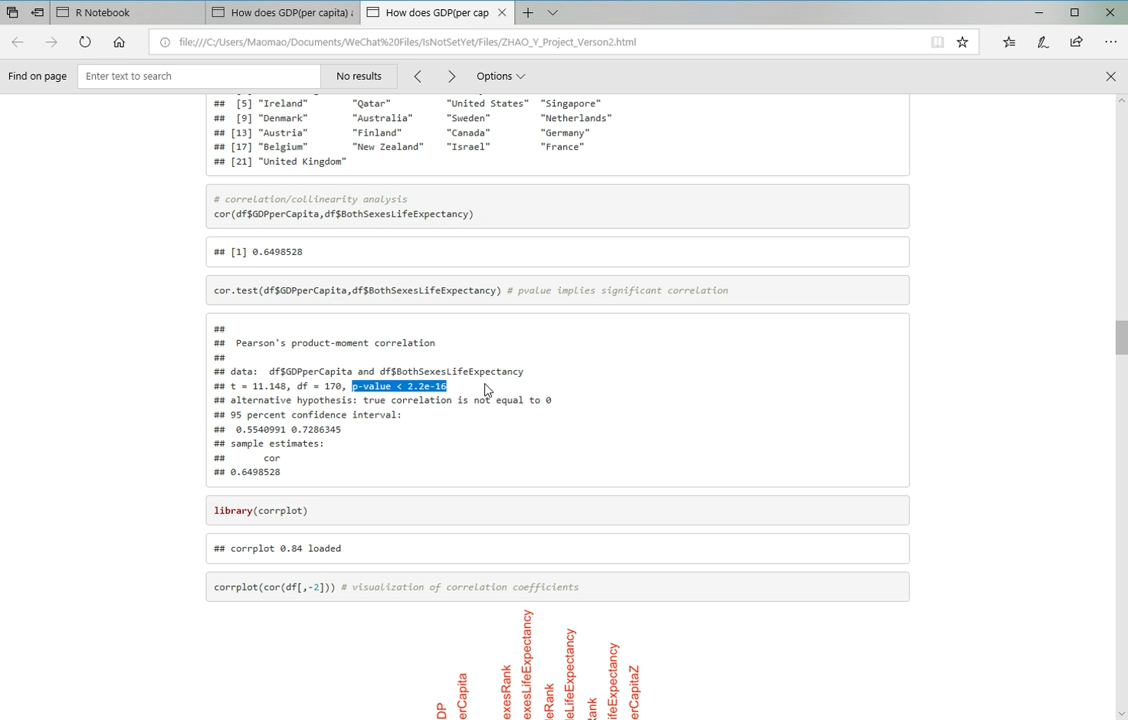 R Notebook
How does GDP(per capita) a
How does GDP(per cap
file:///C:/Users/Maomao/Documents/WeChat%20Files/IsNotSetYet/Files/ZHAO_Y_Project_Verson2.html
Find on page
Enter text to search
No results
Options
## [5] "Ireland" "Qatar" "United States" "Singapore"
## [9] "Denmark" "Australia" "Sweden" "Netherlands"
## [13] "Austria" "Finland" "Canada" "Germany"
## [17] "Belgium" "New Zealand" "Israel" "France"
## [21] "United Kingdom"
# correlation/collinearity analysis
cor(df$GDPperCapita,df$BothSexesLifeExpectancy)
## [1] 0.6498528
cor.test(df$GDPperCapita,df$BothSexesLifeExpectancy) # pvalue implies significant correlation
##
## Pearson's product-moment correlation
##
## data: df$GDPperCapita and df$BothSexesLifeExpectancy
## t = 11.148, df = 170, p-value < 2.2e-16
## alternative hypothesis: true correlation is not equal to 0
## 95 percent confidence interval:
## 0.5540991 0.7286345
## sample estimates:
## cor
## 0.6498528
library(corrplot)
## corrplot 0.84 loaded
corrplot(cor(df[,-2])) # visualization of correlation coefficients
DP
erCapita
exesRank
exesLifeExpectancy
leRank
leLifeExpectancy
Rank
ifeExpectancy
erCapitaZ